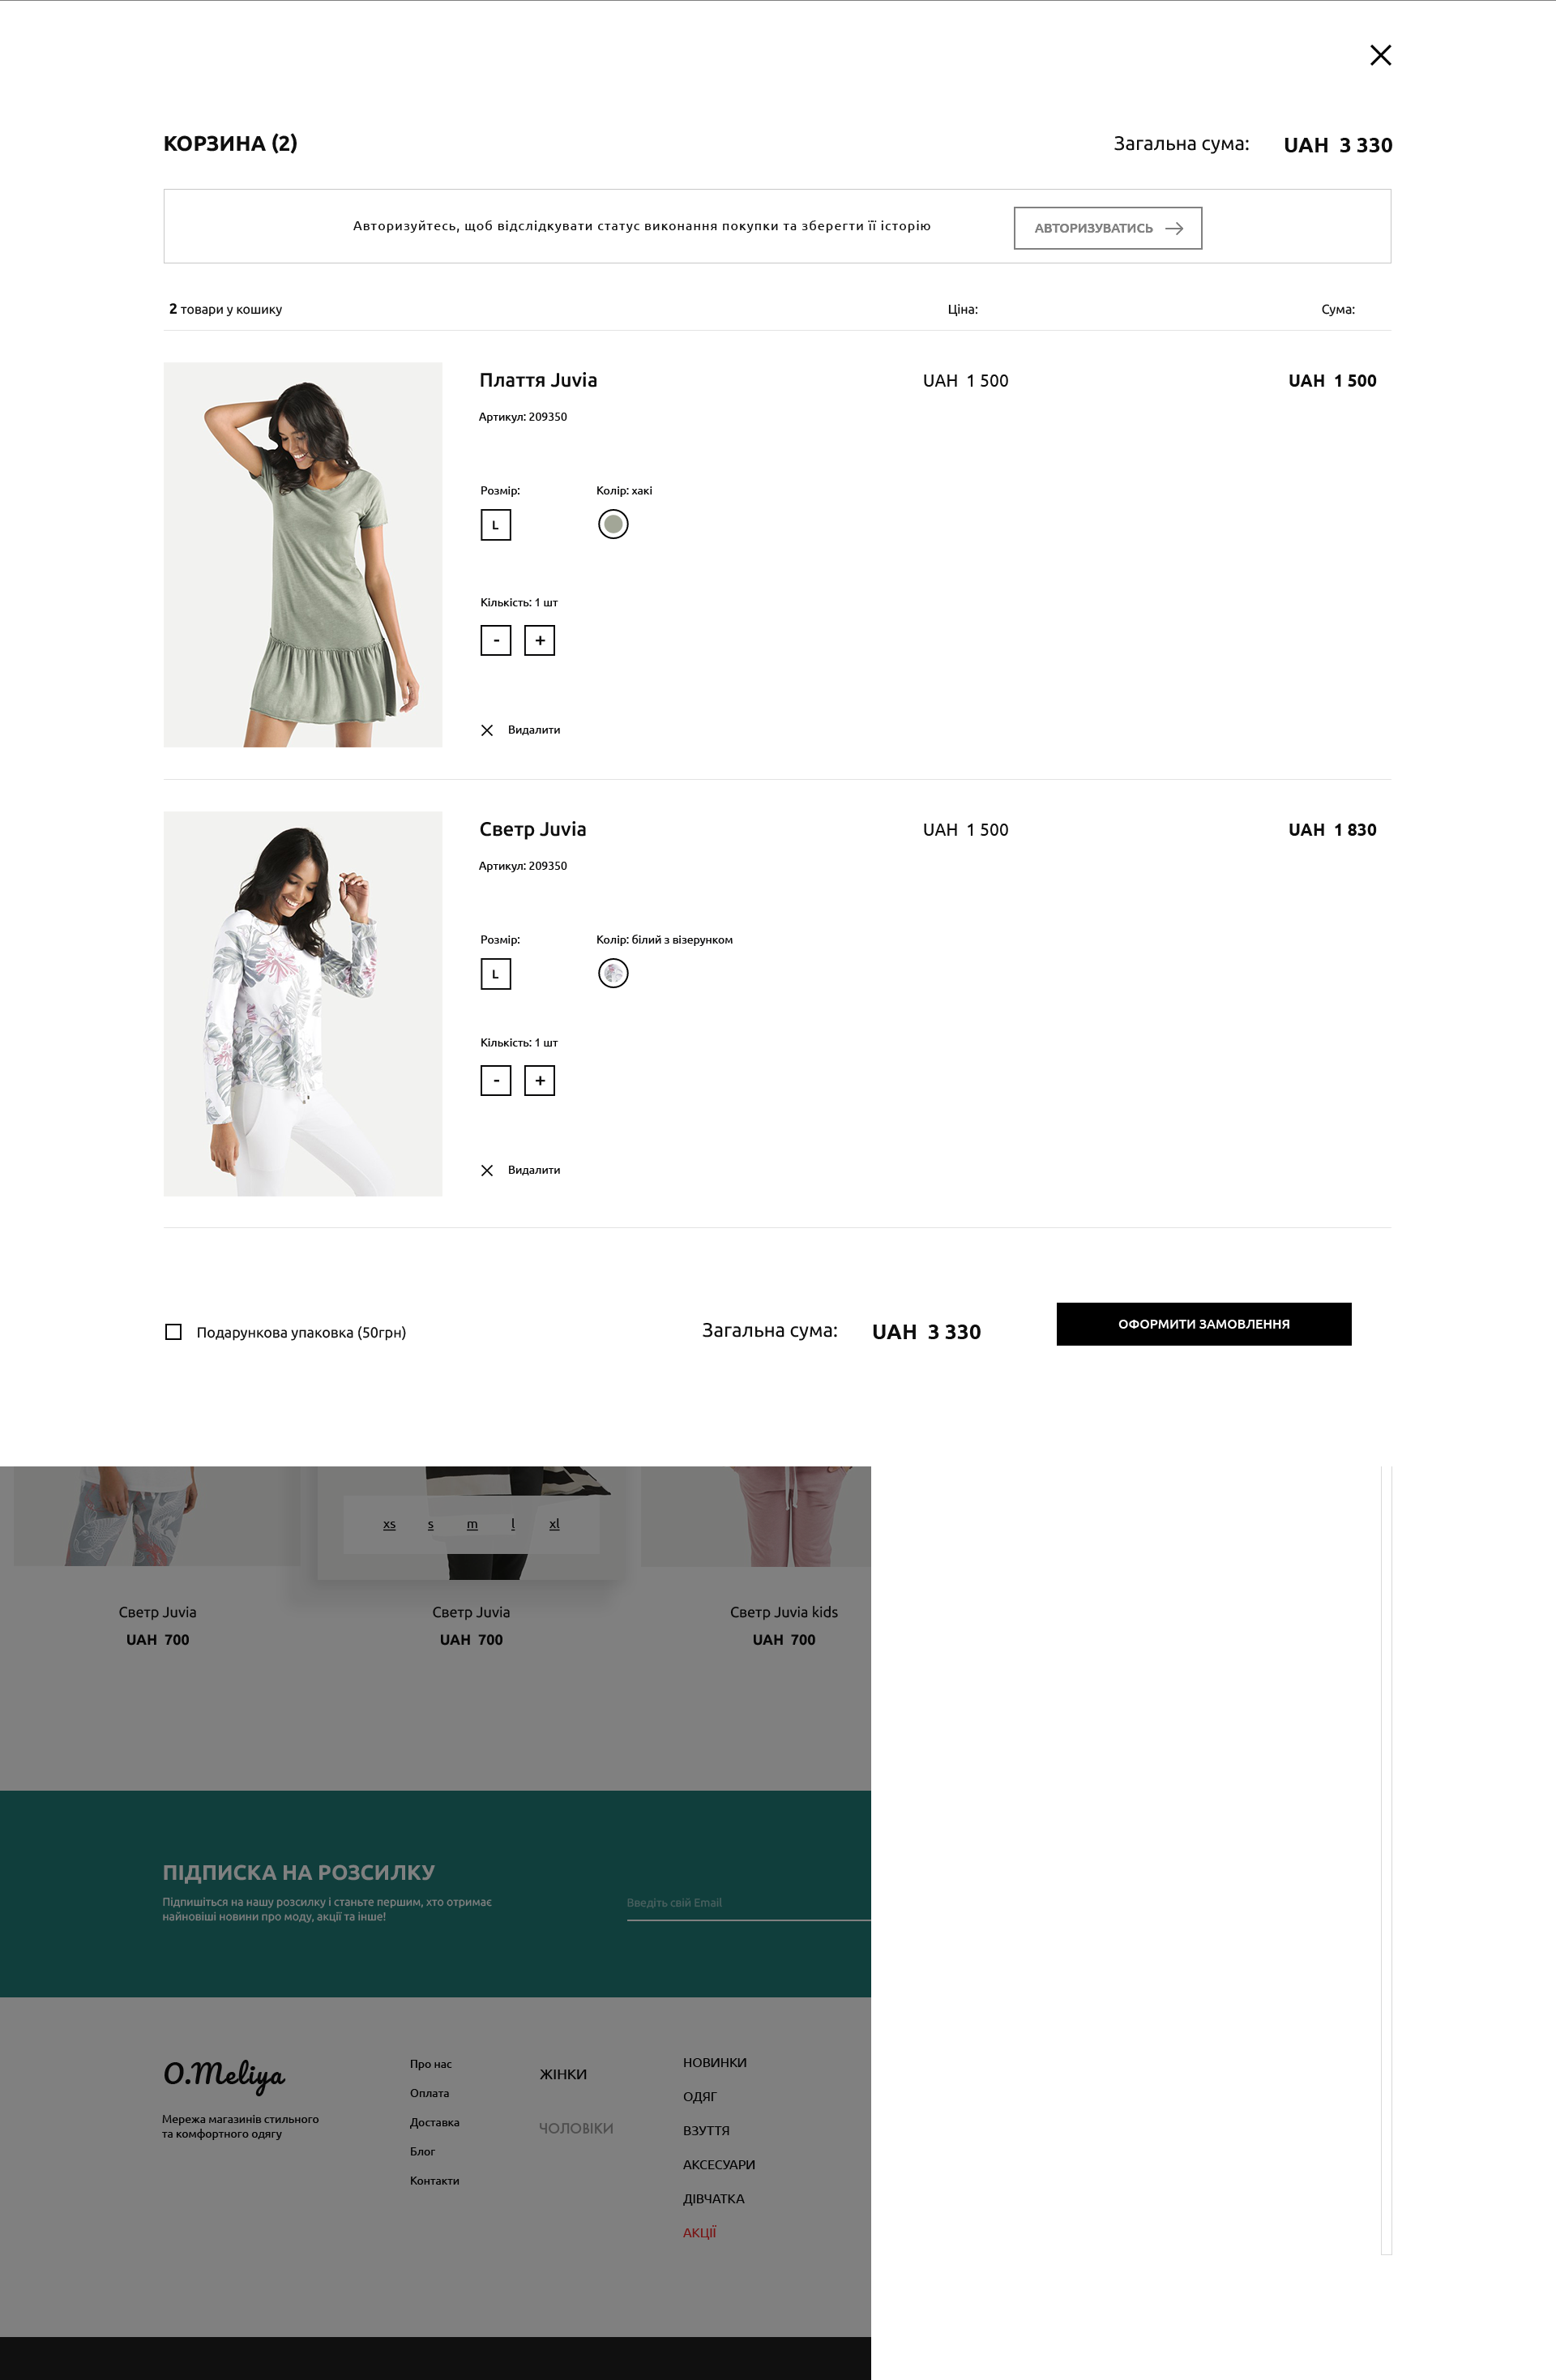 КОРЗИНА (2)
Загальна сума: UAH 3 330
Авторизуйтесь, щоб відслідкувати статус виконання покупки та зберегти її історію
АВТОРИЗУВАТИСЬ
2 товари у кошику
Ціна:
Сума:
Плаття Juvia
UAH 1 500
UAH 1 500
Артикул: 209350
Розмір:
Колір: хакі
L
Кількість: 1 шт
- +
Видалити
Светр Juvia
UAH 1 500
UAH 1 830
Артикул: 209350
Розмір:
Колір: білий з візерунком
L
Кількість: 1 шт
- +
Видалити
Подарункова упаковка (50грн)
Загальна сума: UAH 3 330
ОФОРМИТИ ЗАМОВЛЕННЯ
xs s m l xl
Светр Juvia
UAH 700
Светр Juvia
UAH 700
Светр Juvia kids
UAH 700
ПІДПИСКА НА РОЗСИЛКУ
Підпишіться на нашу розсилку і станьте першим, хто отримає
найновіші новини про моду, акції та інше!
Введіть свій Email
O.Meliya
Мережа магазинів стильного
та комфортного одягу
Про нас
Оплата
Доставка
Блог
Контакти
ЖІНКИ
ЧОЛОВІКИ
НОВИНКИ
ОДЯГ
ВЗУТТЯ
АКСЕСУАРИ
ДІВЧАТКА
АКЦІЇ